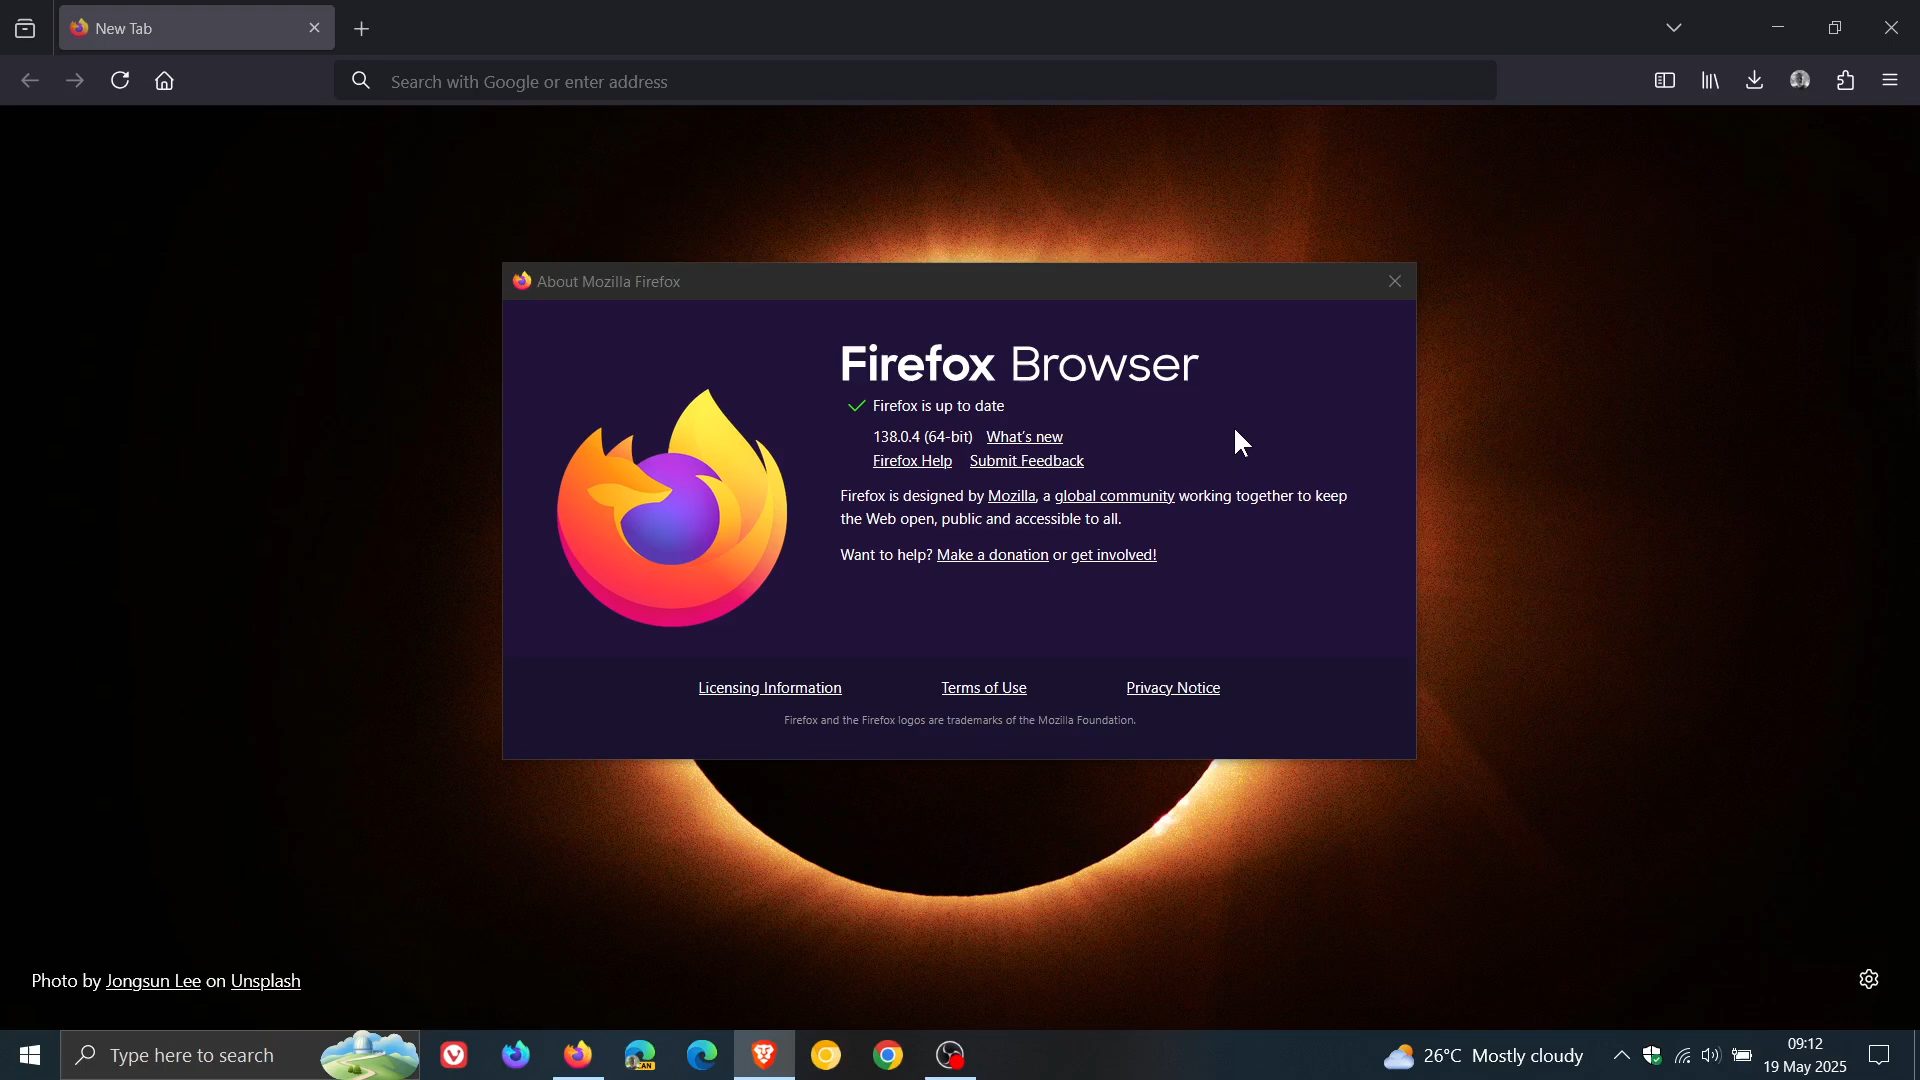 New Tab
Search with Google or enter address
About Mozilla Firefox
Firefox Browser
Firefox is up to date
138.0.4 (64-bit) What's new
Firefox Help Submit Feedback
Firefox is designed by Mozilla, a global community working together to keep
the Web open, public and accessible to all.
Want to help? Make a donation or get involved!
Licensing Information Terms of Use Privacy Notice
Firefox and the Firefox logos are trademarks of the Mozilla Foundation.
Photo by Jongsun Lee on Unsplash
Type here to search
CAN
26°C Mostly cloudy
09:12
19 May 2025